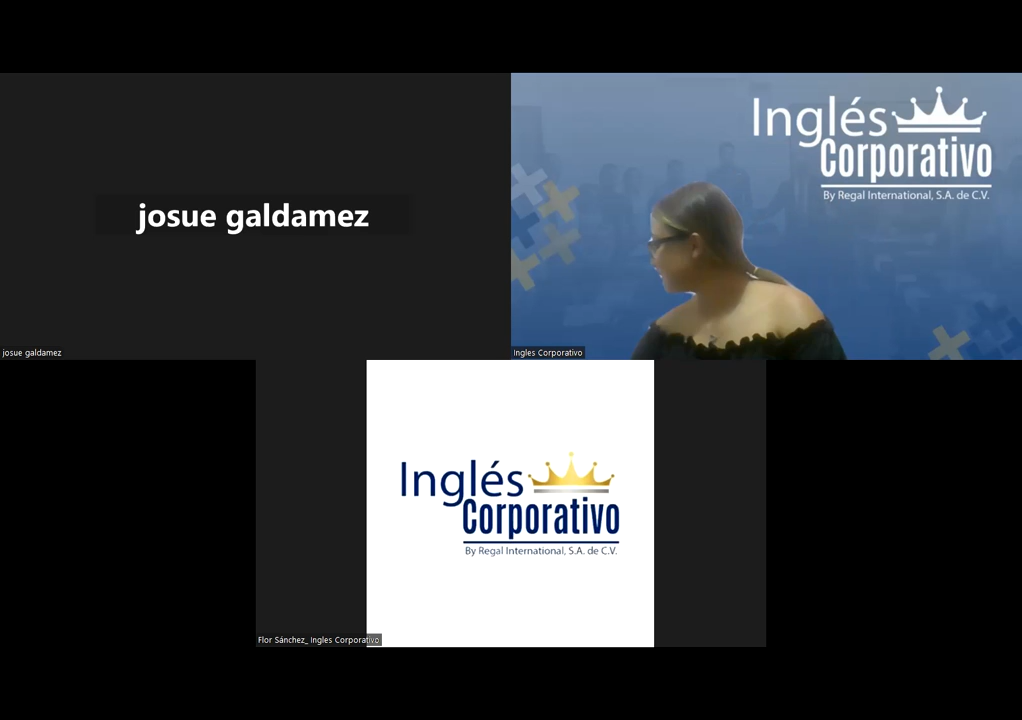 josue galdamez
josue galdamez
Inglés
Corporativo
By Regal International, S.A. de C.V.
Ingles Corporativo
Inglés
Corporativo
By Regal International, S.A. de C.V.
Flor Sánchez_ Ingles Corporativo